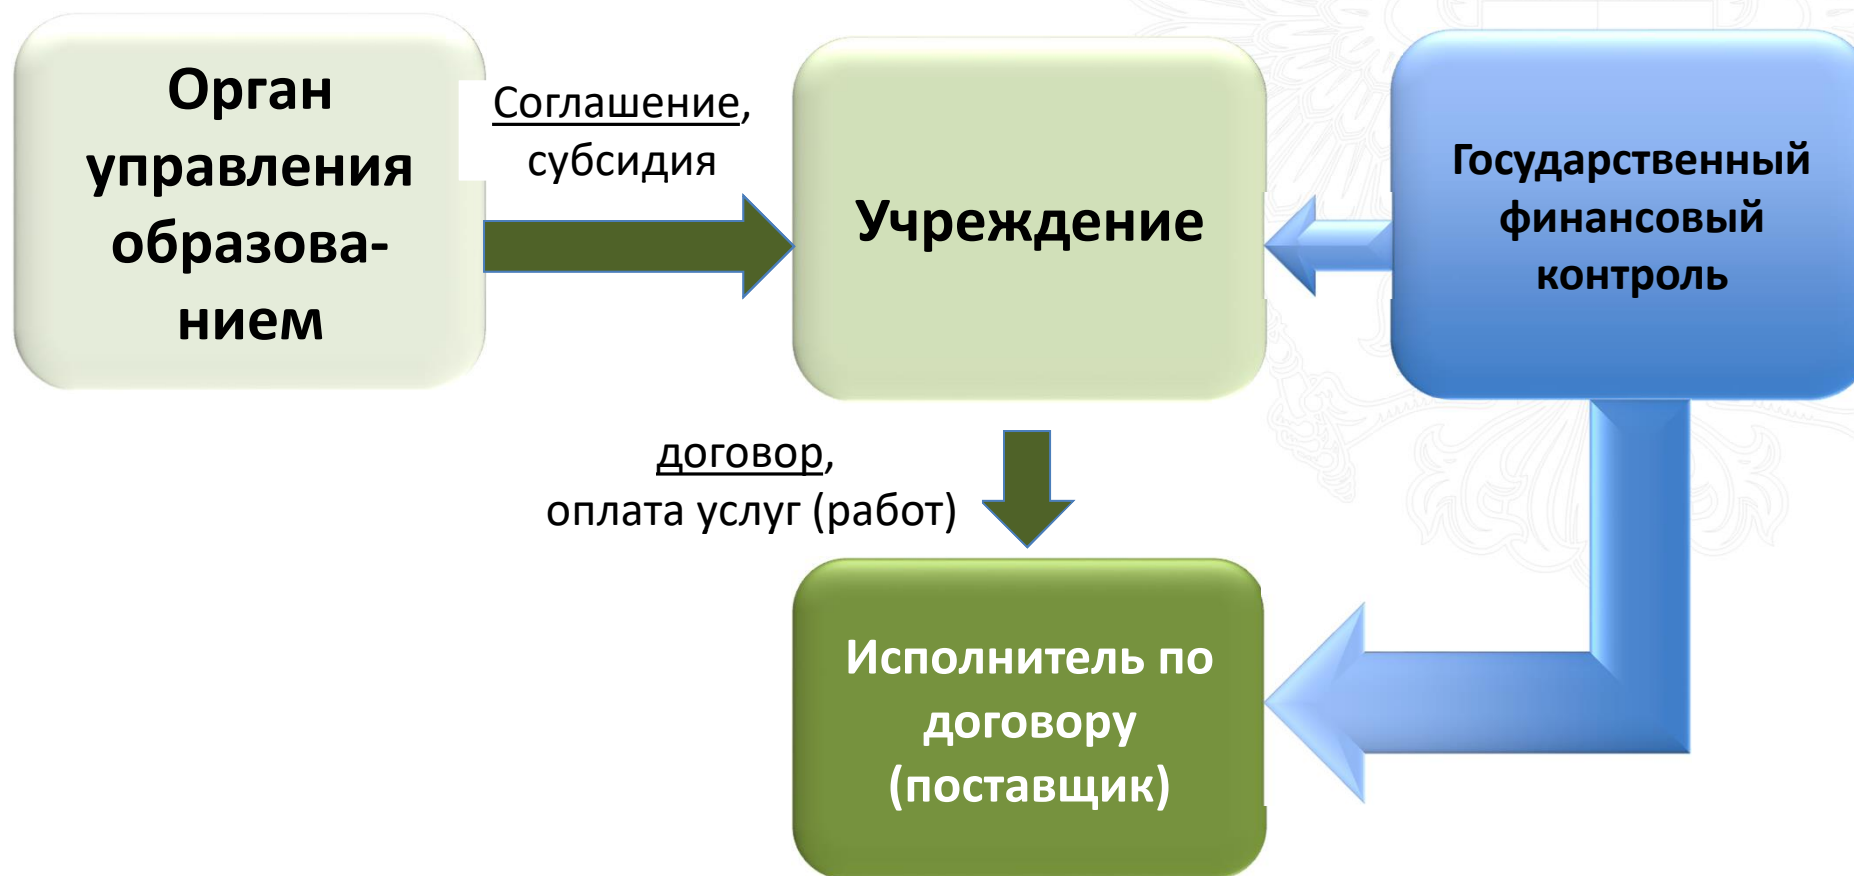 Орган
управления
образова-
нием
Соглашение,
субсидия
Учреждение
Государственный
финансовый
контроль
договор,
оплата услуг (работ)
Исполнитель по
договору
(поставщик)